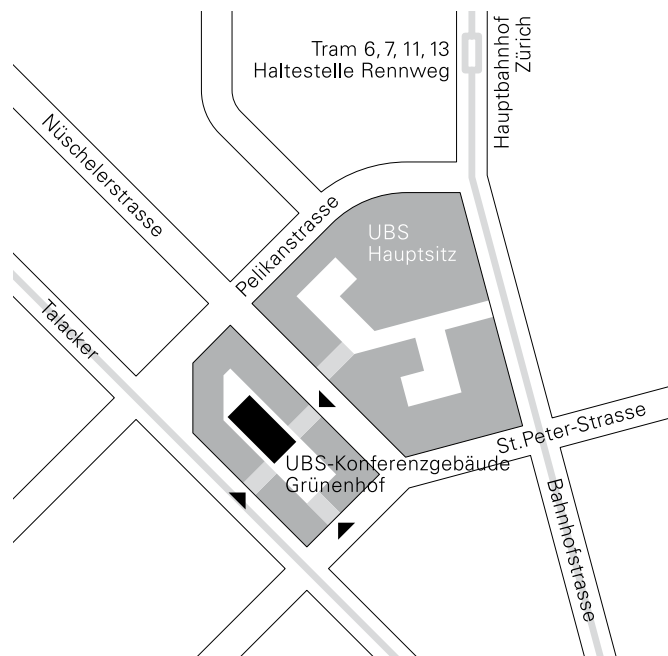 Tram 6, 7, 11, 13
Haltestelle Rennweg
Hauptbahnhof
Zürich
Nüschelerstrasse
Pelikanstrasse
UBS
Hauptsitz
Talacker
St.Peter-Strasse
UBS-Konferenzgebäude
Grünenhof
Bahnhofstrasse